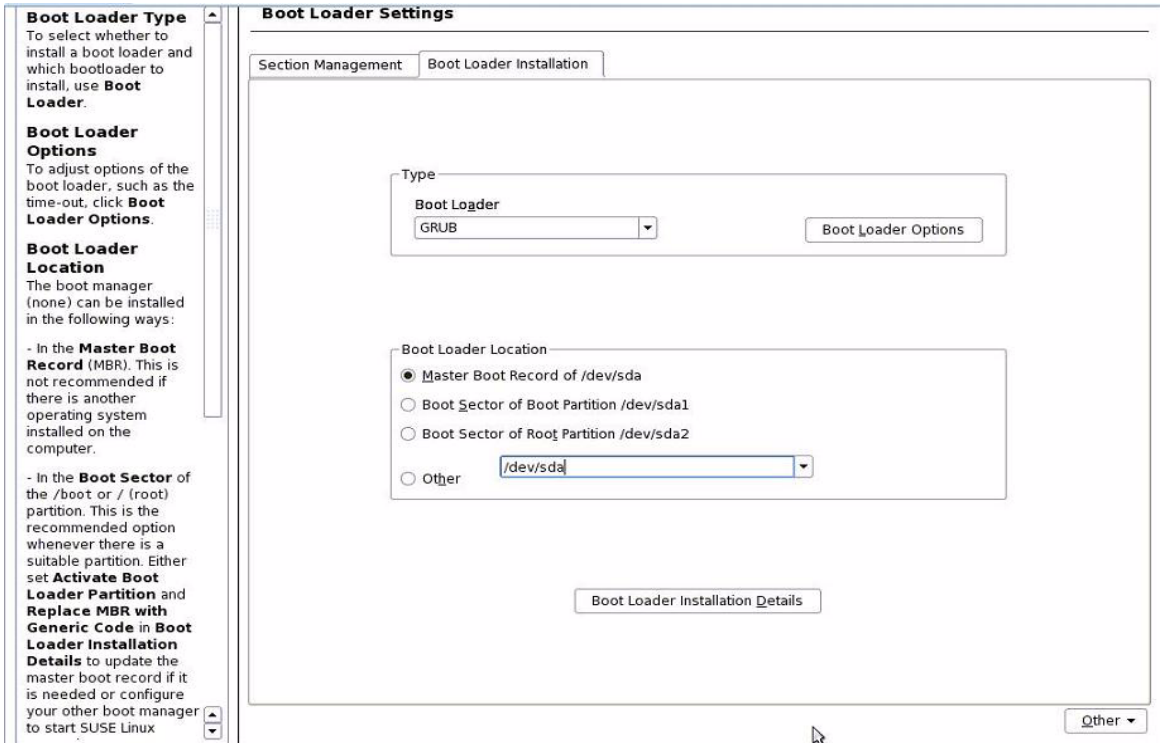 Boot Loader Type
To select whether to
install a boot loader and
which bootloader to
install, use Boot
Loader.
Boot Loader
Options
To adjust options of the
boot loader, such as the
time-out, click Boot
Loader Options.
Boot Loader
Location
The boot manager
(none) can be installed
in the following ways:
- In the Master Boot
Record (MBR). This is
not recommended if
there is another
operating system
installed on the
computer.
- In the Boot Sector of
the /boot or / (root)
partition. This is the
recommended option
whenever there is a
suitable partition. Either
set Activate Boot
Loader Partition and
Replace MBR with
Generic Code in Boot
Loader Installation
Details to update the
master boot record if it
is needed or configure
your other boot manager
to start SUSE Linux
Boot Loader Settings
Section Management
Boot Loader Installation
Type
Boot Loader
GRUB
Boot Loader Options
Boot Loader Location
Master Boot Record of /dev/sda
Boot Sector of Boot Partition /dev/sda1
Boot Sector of Root Partition /dev/sda2
Other
/dev/sda
Boot Loader Installation Details
Other